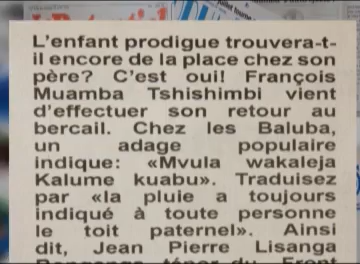 L'enfant prodigue trouvera-t-
il encore de la place chez son
père? C'est oui! François
Muamba Tshishimbi vient
d'effectuer son retour au
bercail. Chez les Baluba,
un adage populaire
indique: «Mvula wakaleja
Kalume kuabu». Traduisez
par «la pluie a toujours
indiqué à toute personne
le toit paternel». Ainsi
dit, Jean Pierre Lisanga